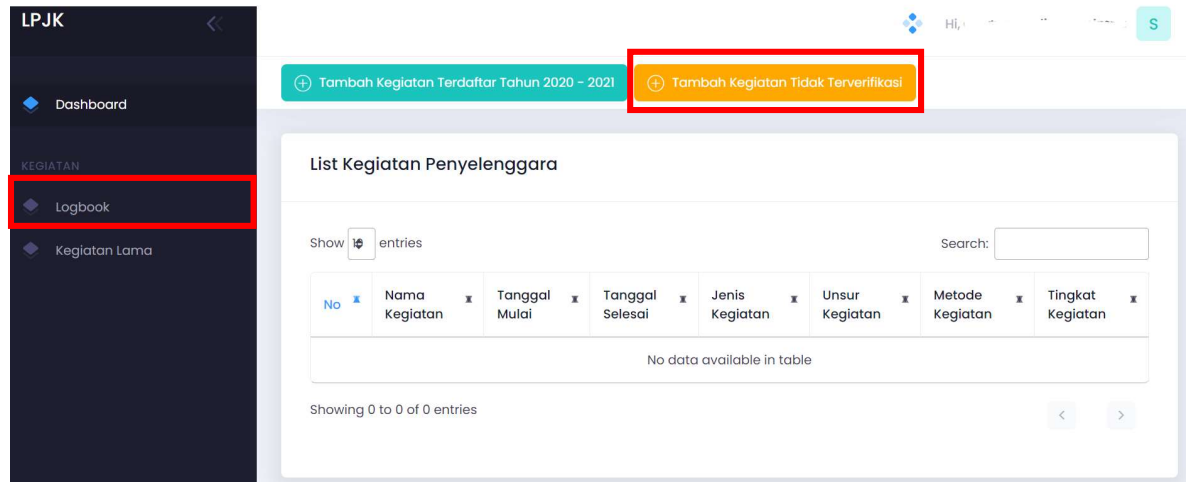 LPJK
Hi,
S
Tambah Kegiatan Terdaftar Tahun 2020 - 2021
Tambah Kegiatan Tidak Terverifikasi
Dashboard
KEGIATAN
Logbook
Kegiatan Lama
List Kegiatan Penyelenggara
Show 10 entries
Search:
No
Nama
Kegiatan
Tanggal
Mulai
Tanggal
Selesai
Jenis
Kegiatan
Unsur
Kegiatan
Metode
Kegiatan
Tingkat
Kegiatan
No data available in table
Showing 0 to 0 of 0 entries